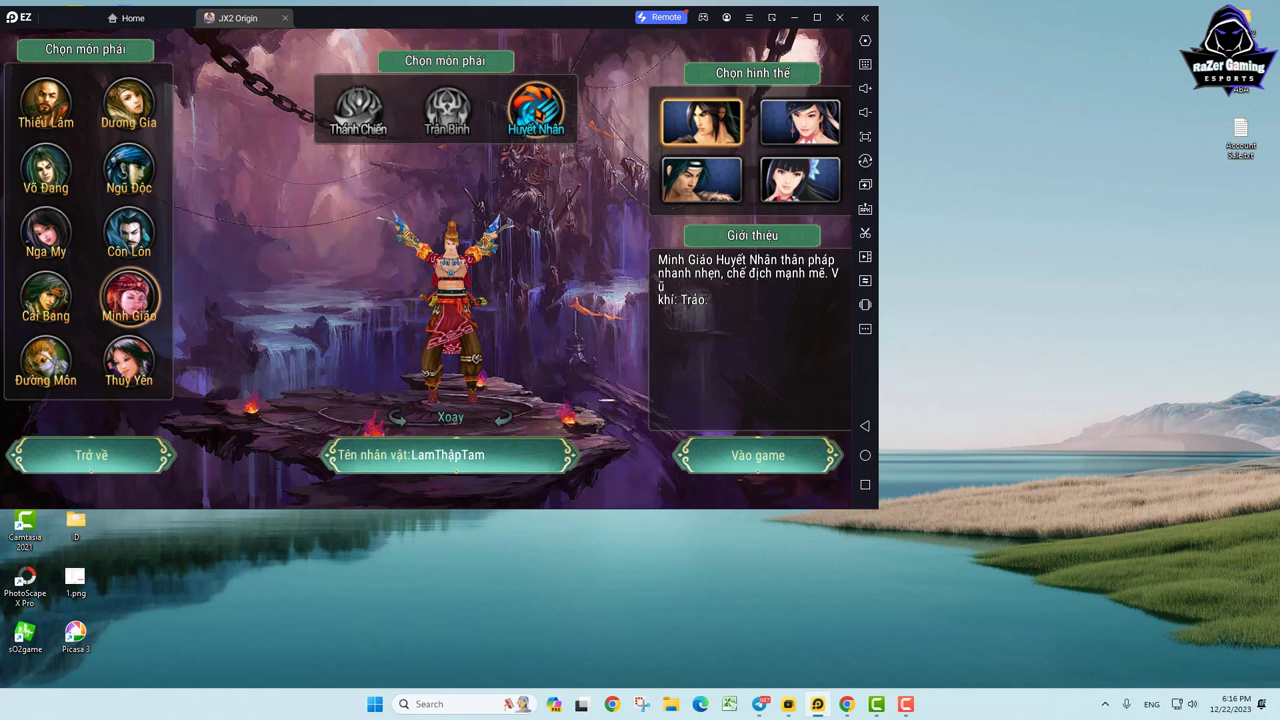 EZ
Home
JX2 Origin
Remote
Chọn môn phái
Thiếu Lâm
Dương Gia
Võ Đang
Ngũ Độc
Nga My
Côn Lôn
Cái Bang
Minh Giáo
Đường Môn
Thúy Yên
Chọn môn phái
Thánh Chiến
Trận Binh
Huyết Nhân
Chọn hình thể
Giới thiệu
Minh Giáo Huyết Nhân thân pháp
nhanh nhẹn, chế địch mạnh mẽ. V
ũ
khí: Trảo.
Xoay
Trở về
Tên nhân vật:LamThậpTam
Vào game
RaZer Gaming
ESPORTS
Account
Sale.txt
Camtasia
2021
iD
PhotoScape
X Pro
1.png
sO2game
Picasa 3
Search
ENG
6:16 PM
12/22/2023